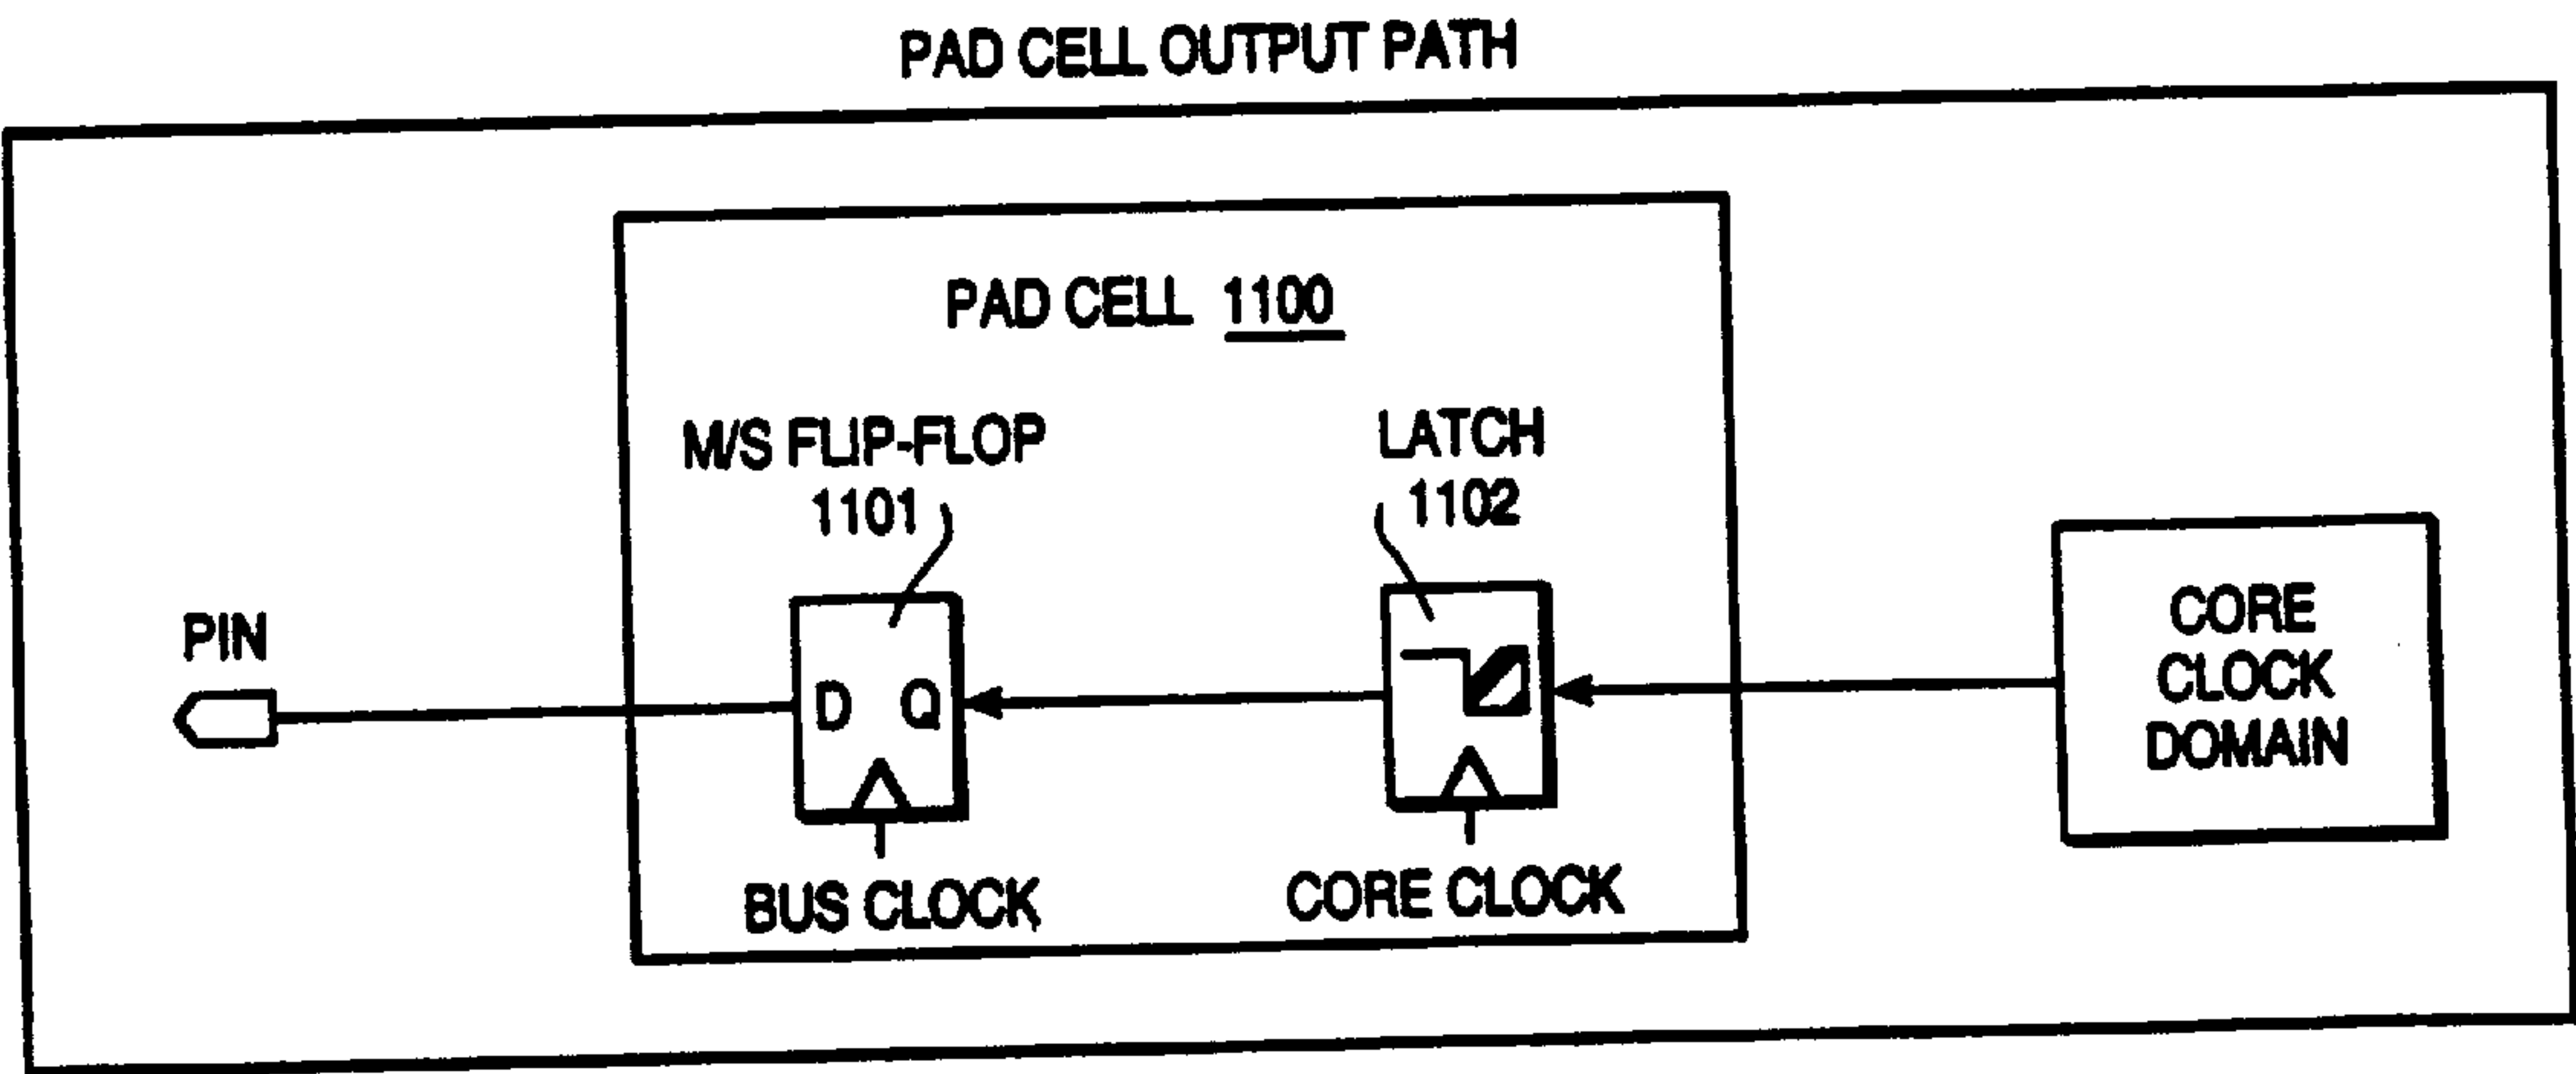 PAD CELL OUTPUT PATH
PAD CELL 1100
M/S FLIP-FLOP
1101
LATCH
1102
PIN
D Q
CORE
CLOCK
DOMAIN
BUS CLOCK
CORE CLOCK